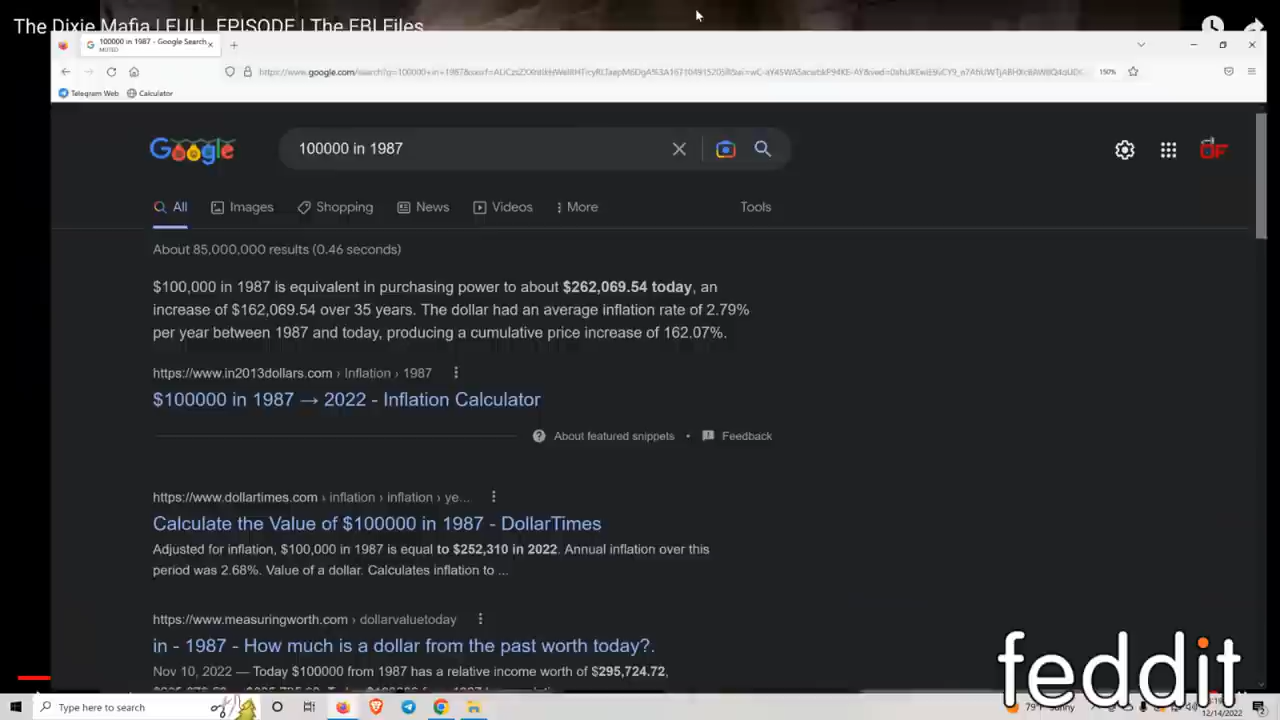 The Dixie Mafia | FULL EPISODE | The FBI Files
100000 in 1987 - Google Search
MUTED
Telegram Web
Calculator
150%
Google
100000 in 1987
All
Images
Shopping
News
Videos
More
Tools
About 85,000,000 results (0.46 seconds)
$100,000 in 1987 is equivalent in purchasing power to about $262,069.54 today, an
increase of $162,069.54 over 35 years. The dollar had an average inflation rate of 2.79%
per year between 1987 and today, producing a cumulative price increase of 162.07%.
https://www.in2013dollars.com › Inflation › 1987
$100000 in 1987 → 2022 - Inflation Calculator
About featured snippets • Feedback
https://www.dollartimes.com › inflation › inflation › ye...
Calculate the Value of $100000 in 1987 - DollarTimes
Adjusted for inflation, $100,000 in 1987 is equal to $252,310 in 2022. Annual inflation over this
period was 2.68%. Value of a dollar. Calculates inflation to ...
https://www.measuringworth.com › dollarvaluetoday
in - 1987 - How much is a dollar from the past worth today?.
Nov 10, 2022 — Today $100000 from 1987 has a relative income worth of $295,724.72,
feddit
Type here to search
79°F Sunny
12/14/2022